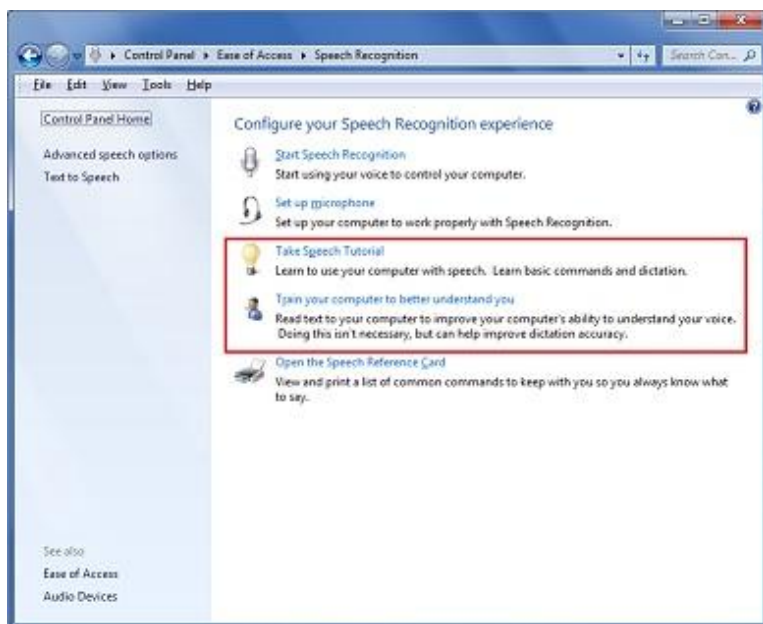 Control Panel Ease of Access Speech Recognition
Search Con...
File Edit View Tools Help
Control Panel Home
Advanced speech options
Text to Speech
Configure your Speech Recognition experience
Start Speech Recognition
Start using your voice to control your computer.
Set up microphone
Set up your computer to work properly with Speech Recognition.
Take Speech Tutorial
Learn to use your computer with speech. Learn basic commands and dictation.
Train your computer to better understand you
Read text to your computer to improve your computer's ability to understand your voice.
Doing this isn't necessary, but can help improve dictation accuracy.
Open the Speech Reference Card
View and print a list of common commands to keep with you so you always know what
to say.
See also
Ease of Access
Audio Devices